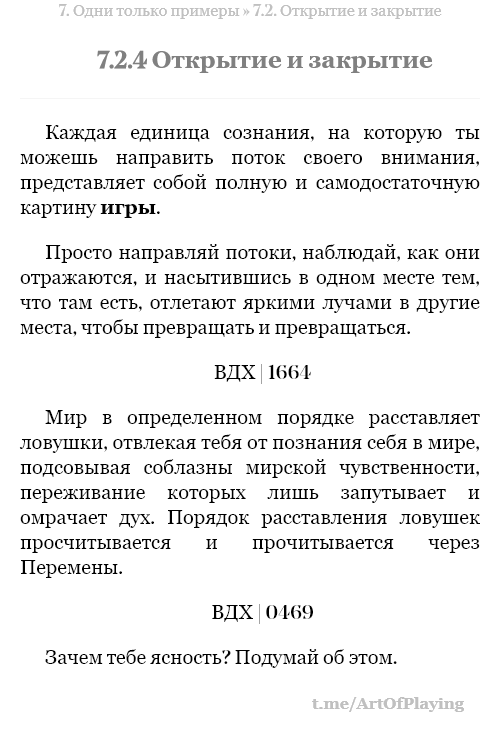 7. Одни только примеры » 7.2. Открытие и закрытие
7.2.4 Открытие и закрытие
Каждая единица сознания, на которую ты
можешь направить поток своего внимания,
представляет собой полную и самодостаточную
картину игры.
Просто направляй потоки, наблюдай, как они
отражаются, и насытившись в одном месте тем,
что там есть, отлетают яркими лучами в другие
места, чтобы превращать и превращаться.
ВДХ | 1664
Мир в определенном порядке расставляет
ловушки, отвлекая тебя от познания себя в мире,
подсовывая соблазны мирской чувственности,
переживание которых лишь запутывает и
омрачает дух. Порядок расставления ловушек
просчитывается и прочитывается через
Перемены.
ВДХ | 0469
Зачем тебе ясность? Подумай об этом.
t.me/ArtOfPlaying